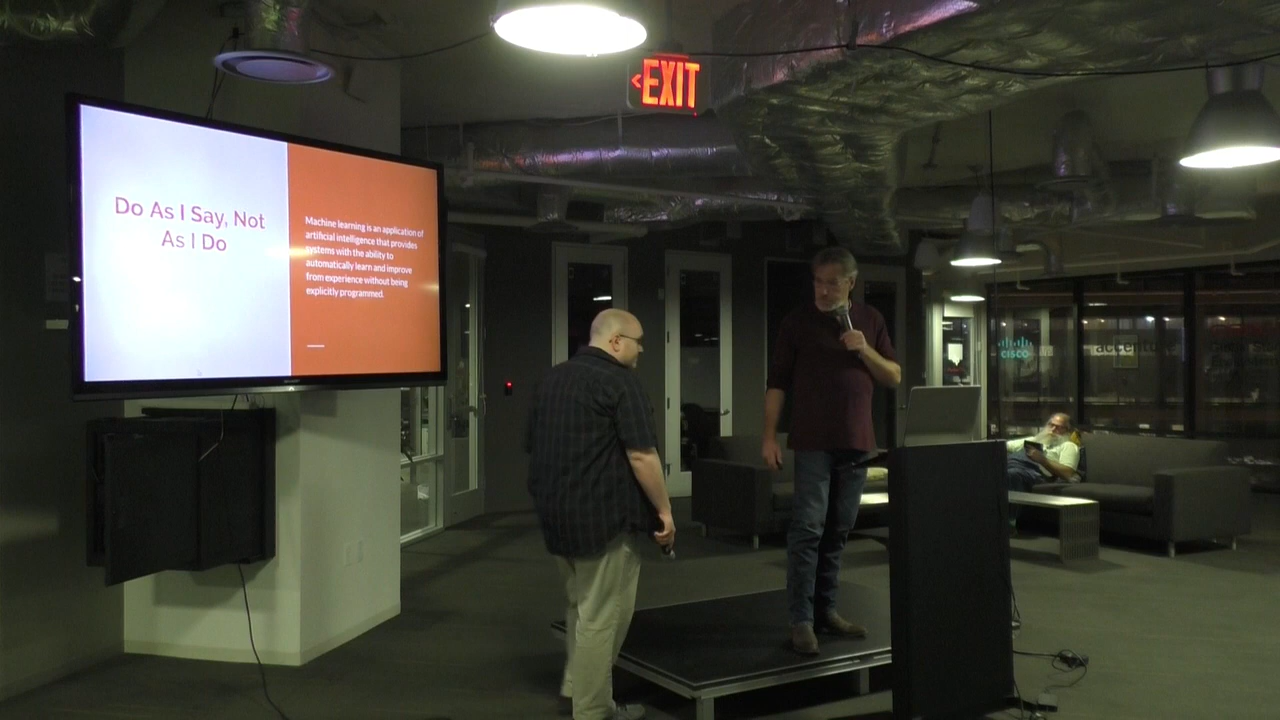 EXIT
Do As I Say, Not
As I Do
Machine learning is an application of
artificial intelligence that provides
systems with the ability to
automatically learn and improve
from experience without being
explicitly programmed.
CISCO